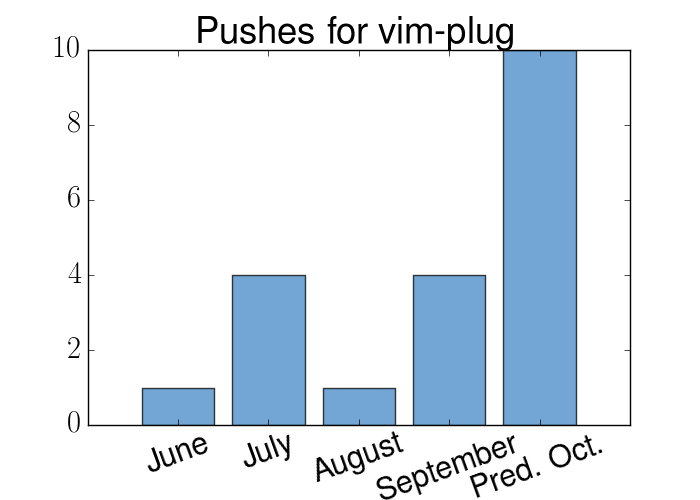 Pushes for vim-plug
10
8
6
4
2
0
June
July
August
September
Pred. Oct.